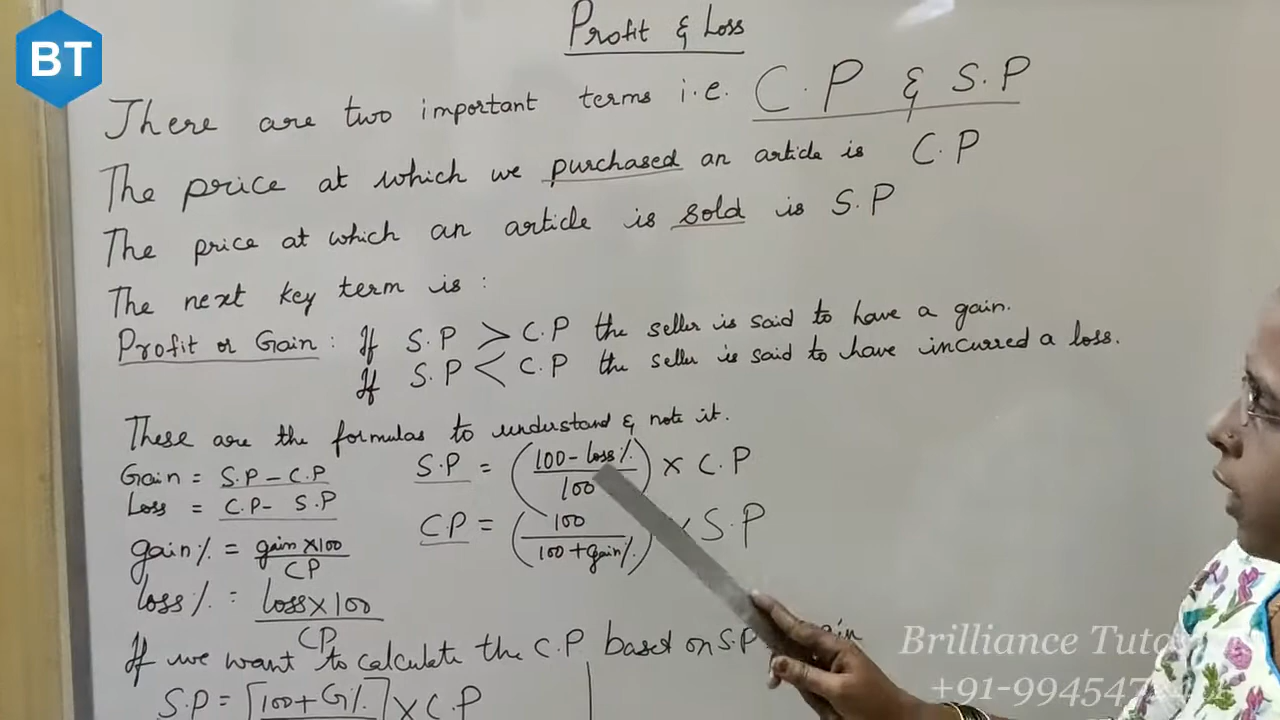 BT
Profit & Loss
There are two important terms i.e. C.P & S.P
The price at which we purchased an article is C.P
The price at which an article is sold is S.P
The next key term is :
Profit or Gain : If S.P > C.P the seller is said to have a gain.
If S.P < C.P the seller is said to have incurred a loss.
These are the formulas to understand & note it.
Gain = S.P - C.P
Loss = C.P - S.P
gain% = gain x 100 / CP
loss% = loss x 100 / CP
S.P = (100 - loss% / 100) x C.P
C.P = (100 / 100 + gain%) x S.P
If we want to calculate the C.P based on S.P
S.P = [100 + G% ] x C.P
Brilliance
+91-994547